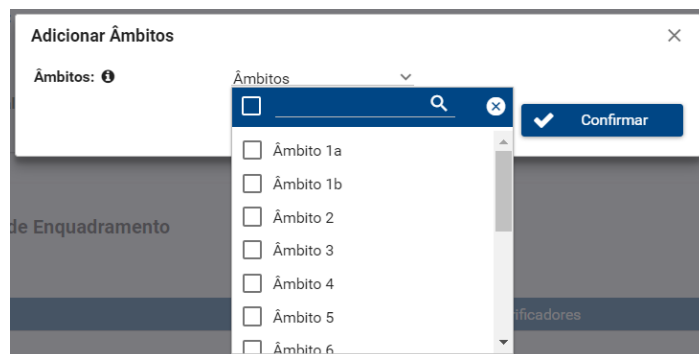 Adicionar Âmbitos
Âmbitos:
Âmbitos
Confirmar
Âmbito 1a
Âmbito 1b
Âmbito 2
de Enquadramento
Âmbito 3
Âmbito 4
Âmbito 5
ificadores
Âmbito 6